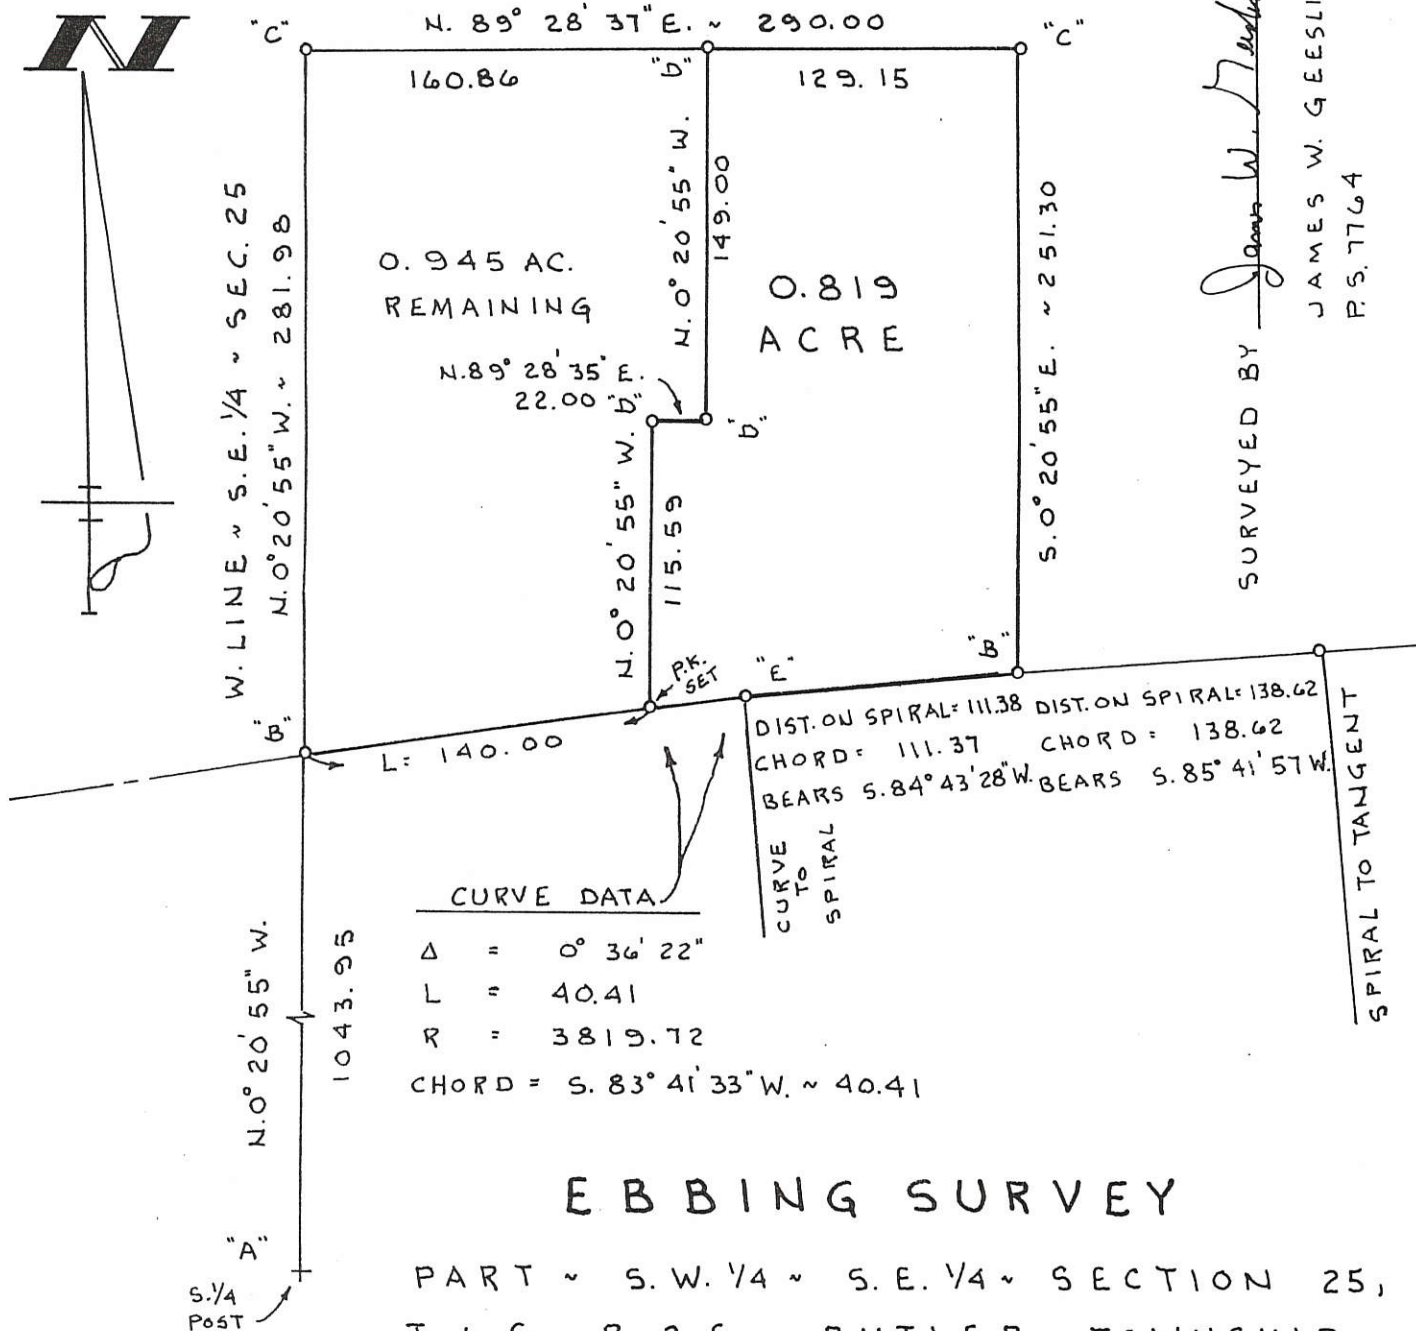 N
N. 89° 28' 37" E. ~ 290.00
"C"
"D"
"C"
160.86
129.15
W. LINE ~ S.E. 1/4 ~ SEC. 25
N. 0° 20' 55" W. ~ 281.98
N. 0° 20' 55" W.
149.00
0.945 AC.
REMAINING
0.819
ACRE
S. 0° 20' 55" E. ~ 251.30
N. 89° 28' 35" E.
22.00
"D"
"D"
N. 0° 20' 55" W.
115.59
SURVEYED BY
James W.
JAMES W. GEESLI
P.S. 7764
"B"
"B"
"E"
P.K.
SET
L= 140.00
DIST. ON SPIRAL= 111.38
CHORD= 111.37
BEARS S. 84° 43' 28" W.
DIST. ON SPIRAL= 138.62
CHORD= 138.62
BEARS S. 85° 41' 57" W.
CURVE
TO
SPIRAL
SPIRAL TO TANGENT
CURVE DATA
Δ = 0° 36' 22"
L = 40.41
R = 3819.72
CHORD = S. 83° 41' 33" W. ~ 40.41
N. 0° 20' 55" W.
1043.95
"A"
S. 1/4
POST
EBBING SURVEY
PART ~ S.W. 1/4 ~ S.E. 1/4 ~ SECTION 25,